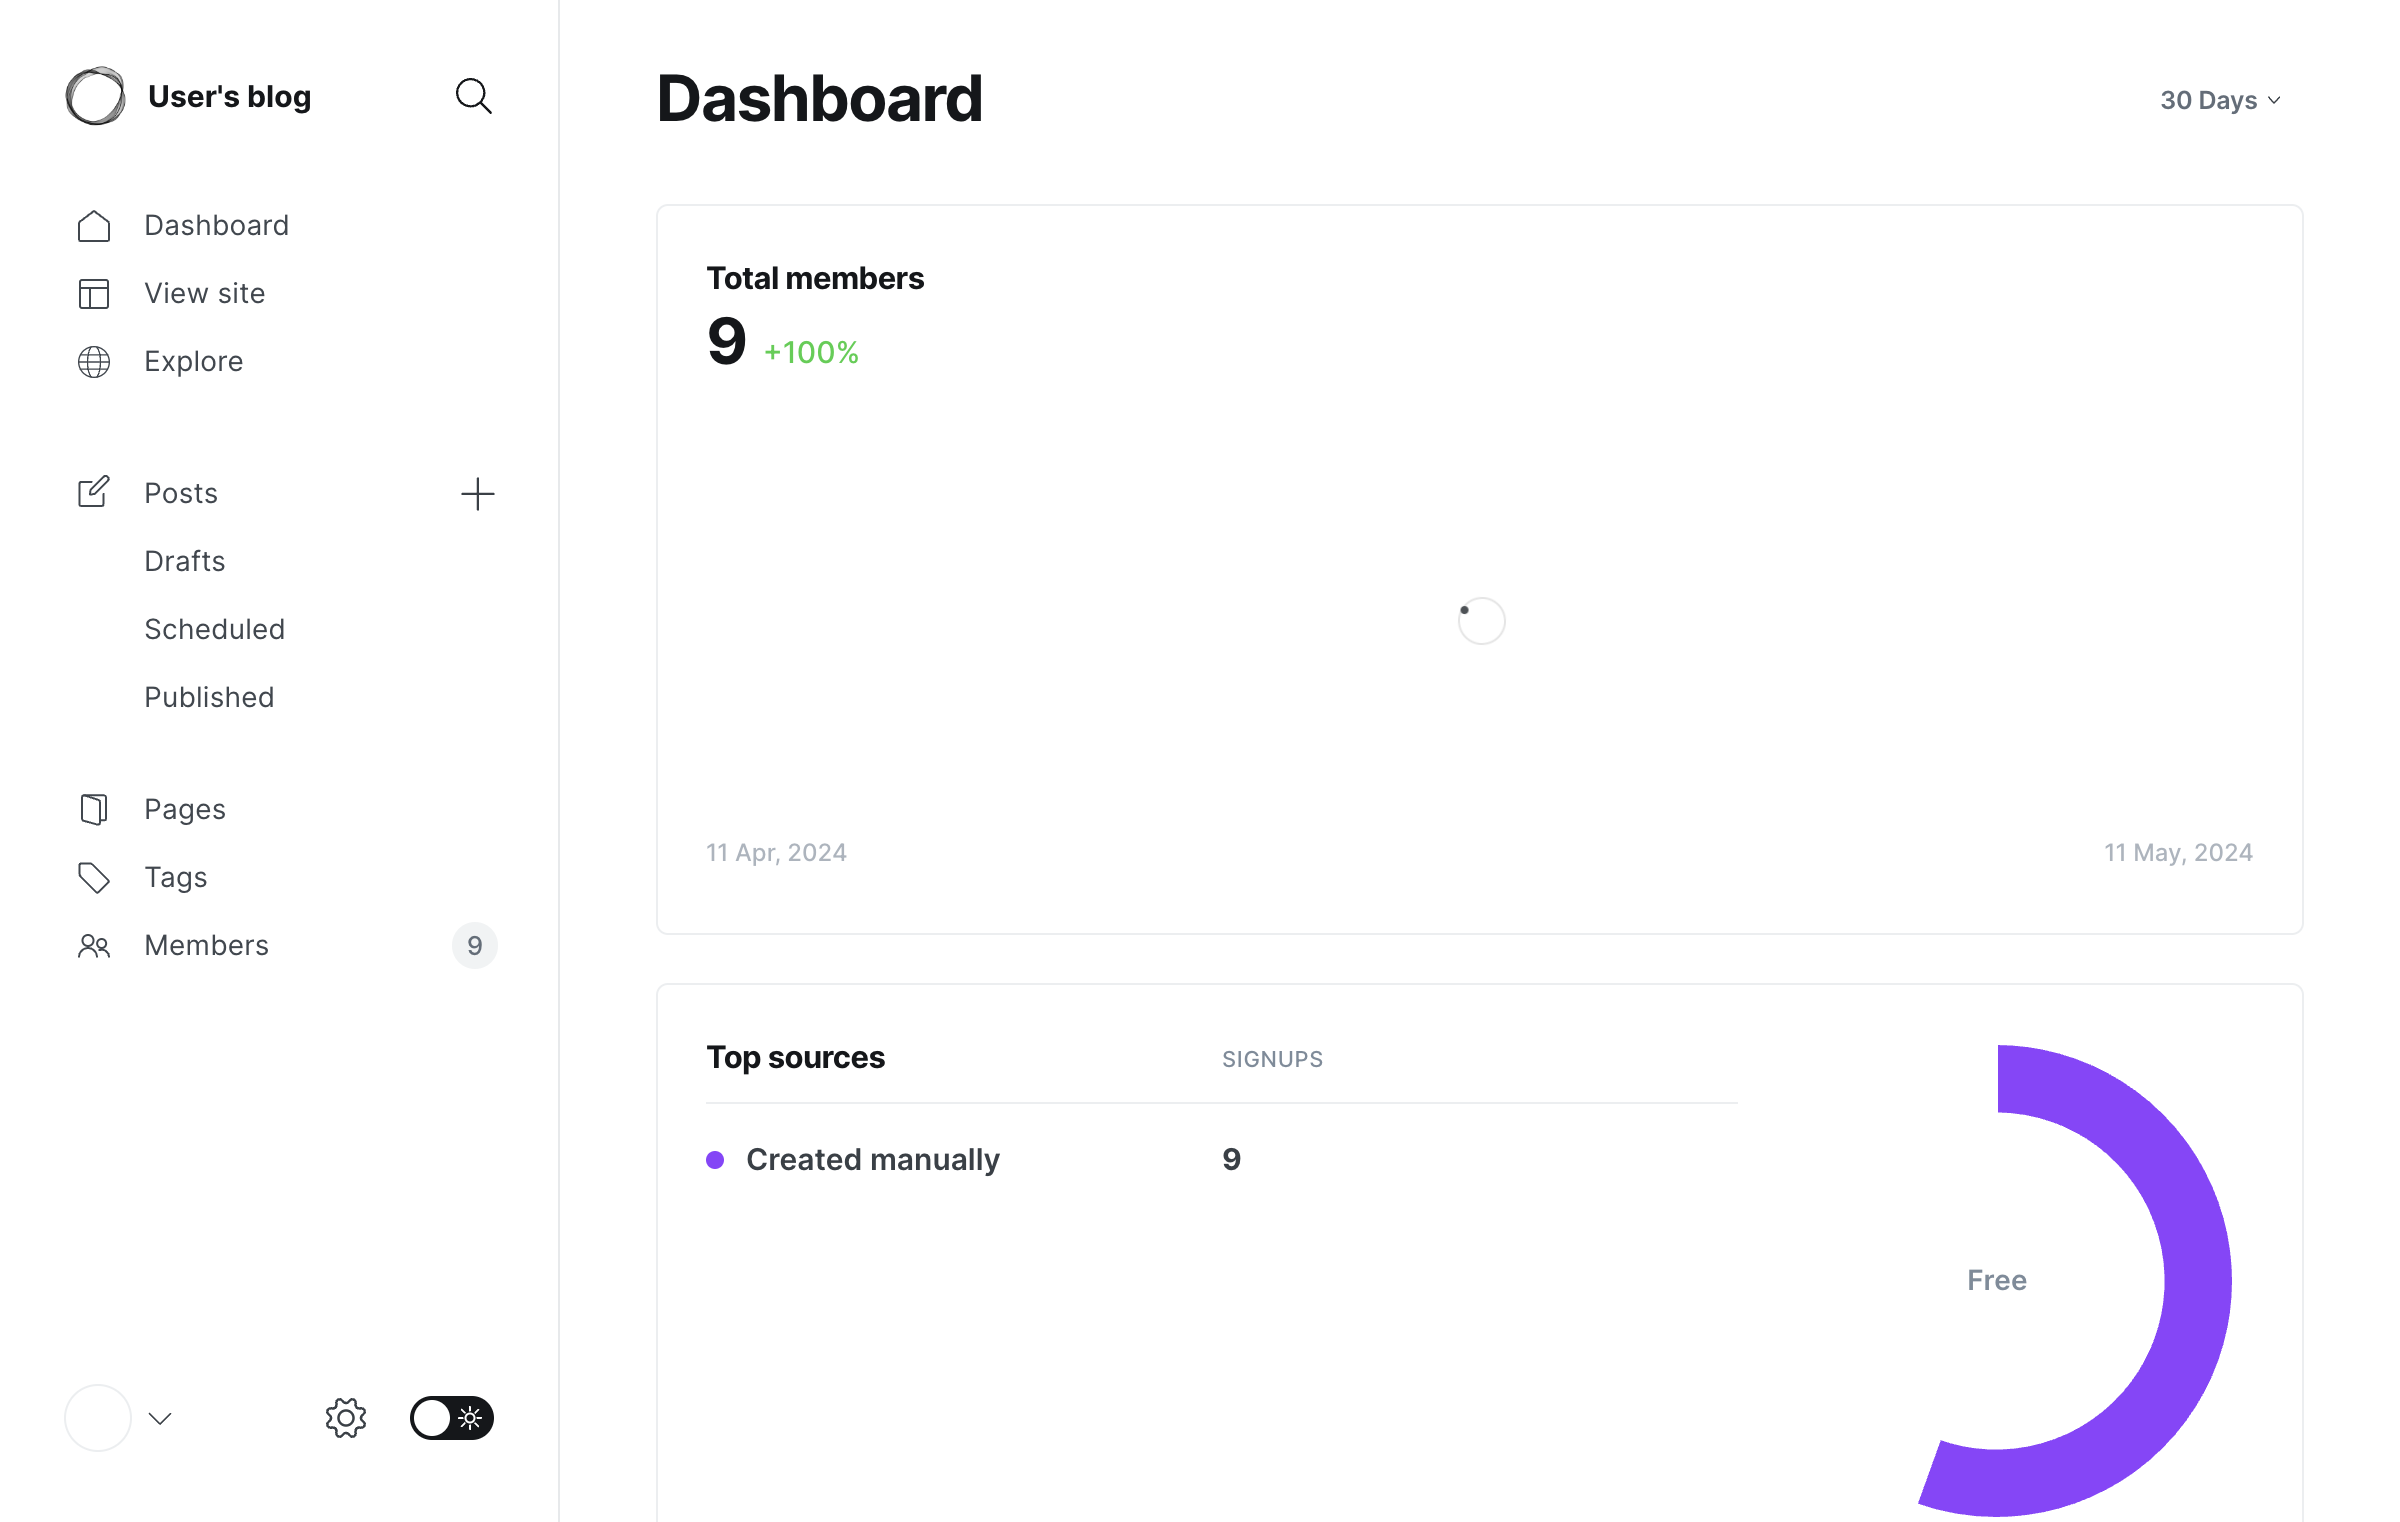 User's blog
Dashboard
View site
Explore
Posts
Drafts
Scheduled
Published
Pages
Tags
Members 9
Dashboard
30 Days
Total members
9 +100%
11 Apr, 2024 11 May, 2024
Top sources SIGNUPS
Created manually 9
Free